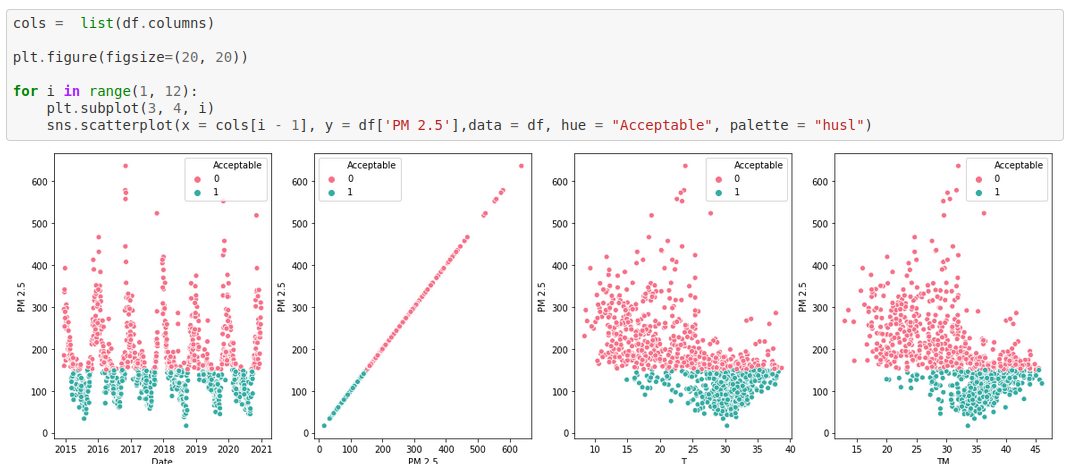 cols =  list(df.columns)
plt.figure(figsize=(20, 20))
for i in range(1, 12):
    plt.subplot(3, 4, i)
    sns.scatterplot(x = cols[i - 1], y = df['PM 2.5'],data = df, hue = "Acceptable", palette = "husl")
Acceptable
0
1
PM 2.5
600
500
400
300
200
100
0
2015 2016 2017 2018 2019 2020 2021
Date
Acceptable
0
1
PM 2.5
600
500
400
300
200
100
0
0 100 200 300 400 500 600
PM 2.5
Acceptable
0
1
PM 2.5
600
500
400
300
200
100
0
10 15 20 25 30 35 40
T
Acceptable
0
1
PM 2.5
600
500
400
300
200
100
0
15 20 25 30 35 40 45
TM